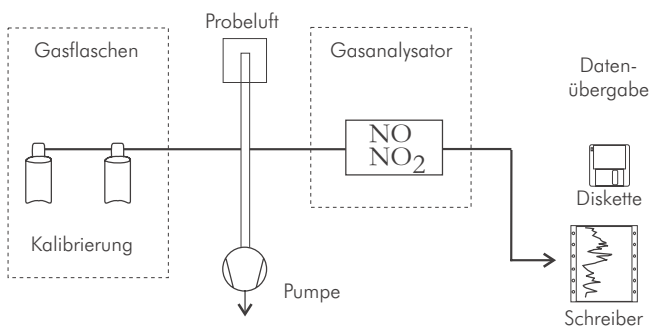 Probeluft
Gasflaschen
Gasanalysator
Daten-
übergabe
NO
NO2
Diskette
Kalibrierung
Pumpe
Schreiber